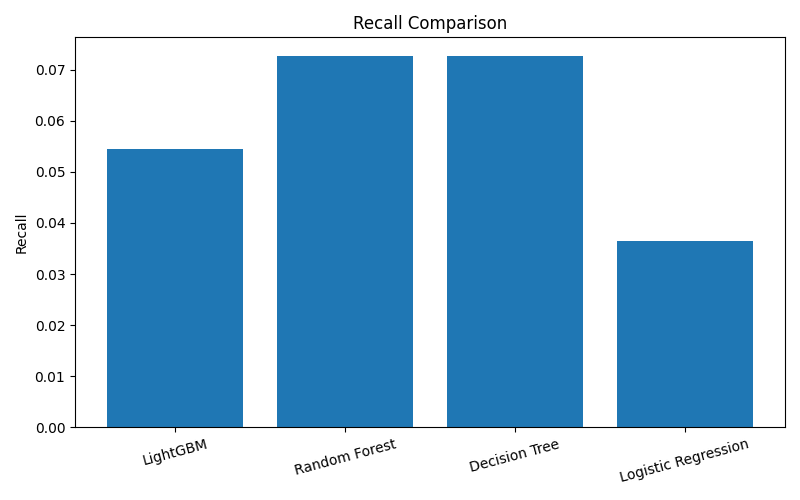 Recall Comparison
Recall
0.07
0.06
0.05
0.04
0.03
0.02
0.01
0.00
LightGBM
Random Forest
Decision Tree
Logistic Regression